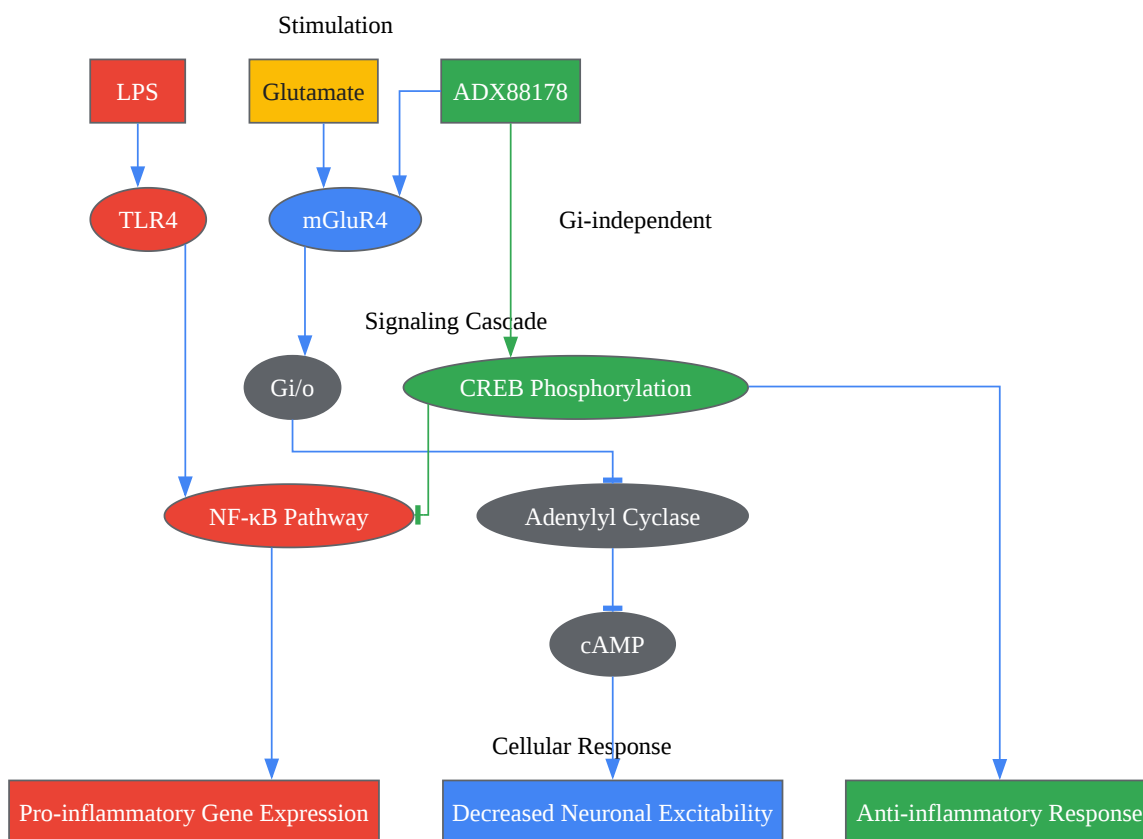 Stimulation
LPS
Glutamate
ADX88178
TLR4
mGluR4
Gi-independent
Signaling Cascade
Gi/o
CREB Phosphorylation
NF-κB Pathway
Adenylyl Cyclase
cAMP
Cellular Response
Pro-inflammatory Gene Expression
Decreased Neuronal Excitability
Anti-inflammatory Response